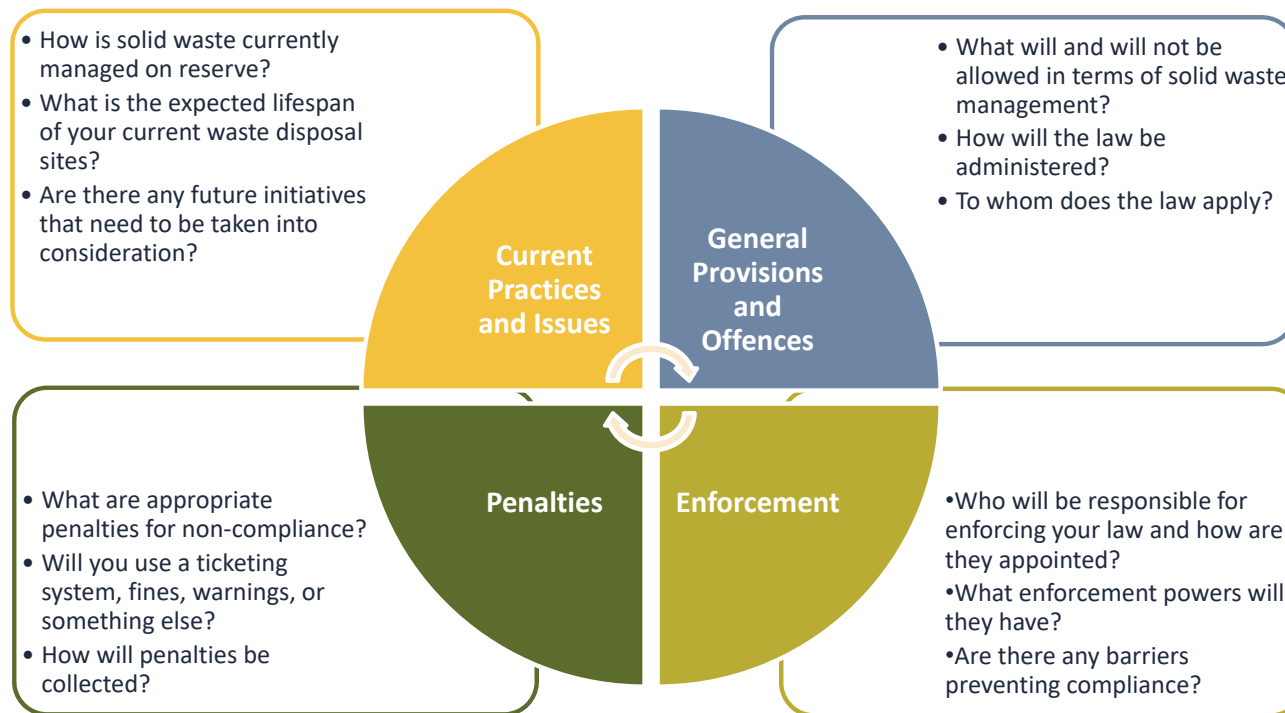 • How is solid waste currently
managed on reserve?
• What is the expected lifespan
of your current waste disposal
sites?
• Are there any future initiatives
that need to be taken into
consideration?
Current
Practices
and Issues
• What will and will not be
allowed in terms of solid waste
management?
• How will the law be
administered?
• To whom does the law apply?
General
Provisions
and
Offences
• What are appropriate
penalties for non-compliance?
• Will you use a ticketing
system, fines, warnings, or
something else?
• How will penalties be
collected?
Penalties
Enforcement
•Who will be responsible for
enforcing your law and how are
they appointed?
•What enforcement powers will
they have?
•Are there any barriers
preventing compliance?